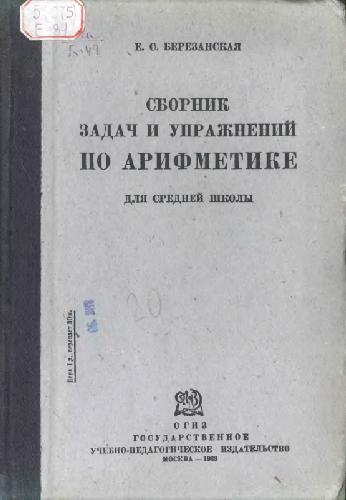 Е. С. БЕРЕЗАНСКАЯ
СБОРНИК
ЗАДАЧ И УПРАЖНЕНИЙ
ПО АРИФМЕТИКЕ
ДЛЯ СРЕДНЕЙ ШКОЛЫ
20
ОГИЗ
ГОСУДАРСТВЕННОЕ
УЧЕБНО-ПЕДАГОГИЧЕСКОЕ ИЗДАТЕЛЬСТВО
МОСКВА